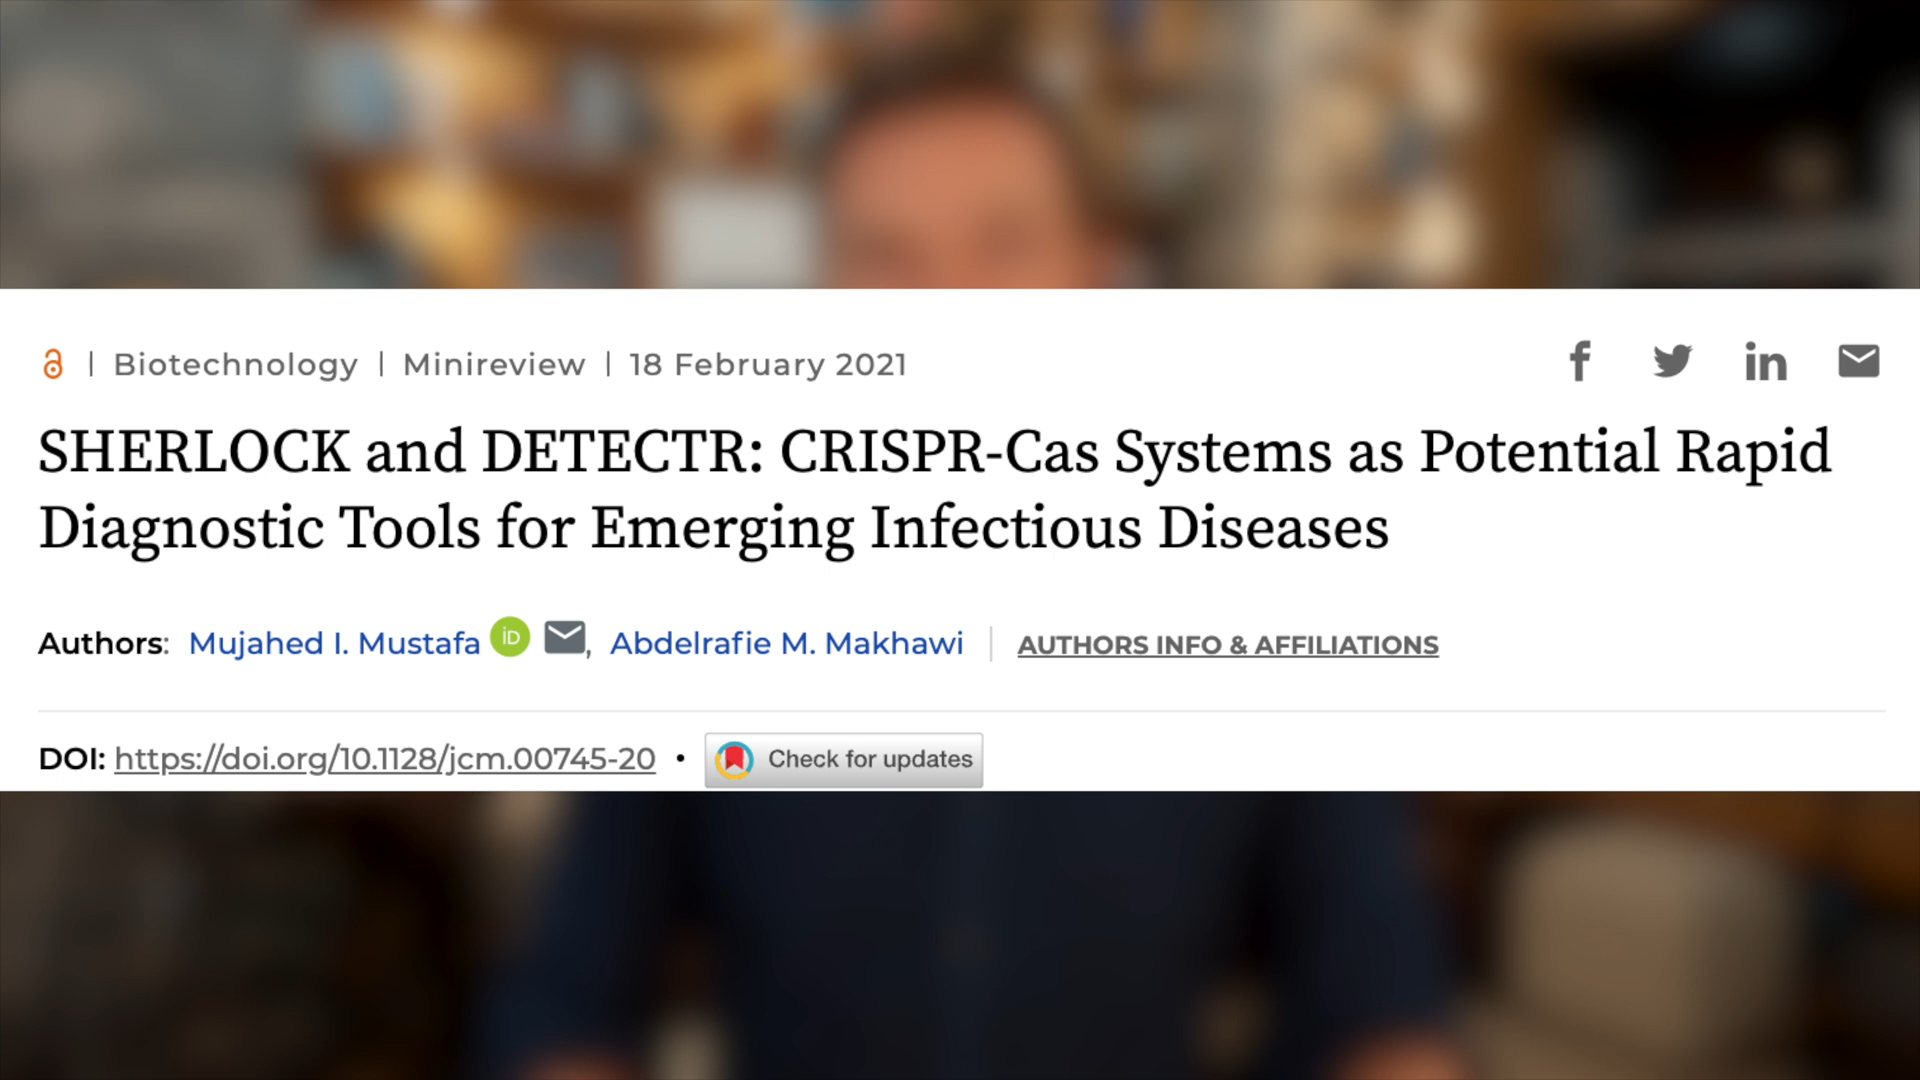 | Biotechnology | Minireview | 18 February 2021
SHERLOCK and DETECTR: CRISPR-Cas Systems as Potential Rapid
Diagnostic Tools for Emerging Infectious Diseases
Authors: Mujahed I. Mustafa iD , Abdelrafie M. Makhawi | AUTHORS INFO & AFFILIATIONS
DOI: https://doi.org/10.1128/jcm.00745-20 • Check for updates